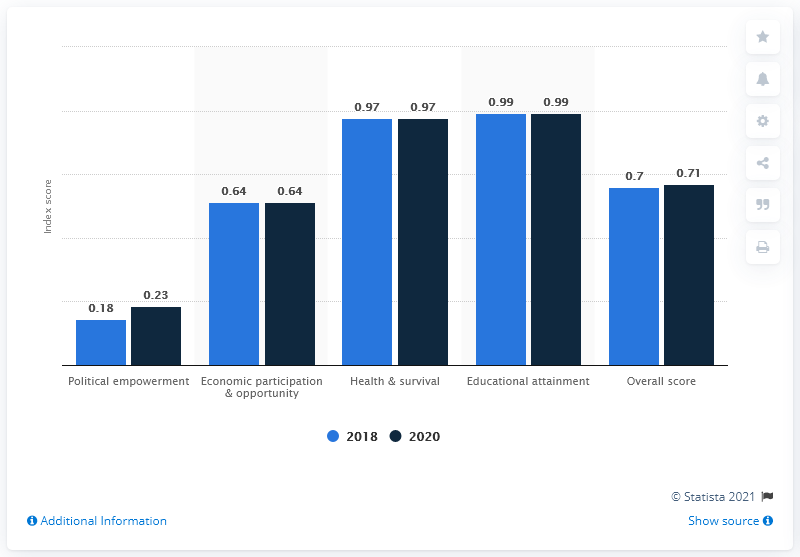 Index score
0.18
0.23
0.64
0.64
0.97
0.97
0.99
0.99
0.7
0.71
Political empowerment
Economic participation
& opportunity
Health & survival
Educational attainment
Overall score
2018
2020
© Statista 2021
Additional Information
Show source